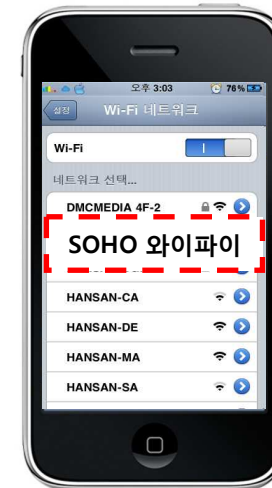 오후 3:03
76%
설정
Wi-Fi 네트워크
Wi-Fi
네트워크 선택...
DMCMEDIA 4F-2
SOHO 와이파이
HANSAN-CA
HANSAN-DE
HANSAN-MA
HANSAN-SA